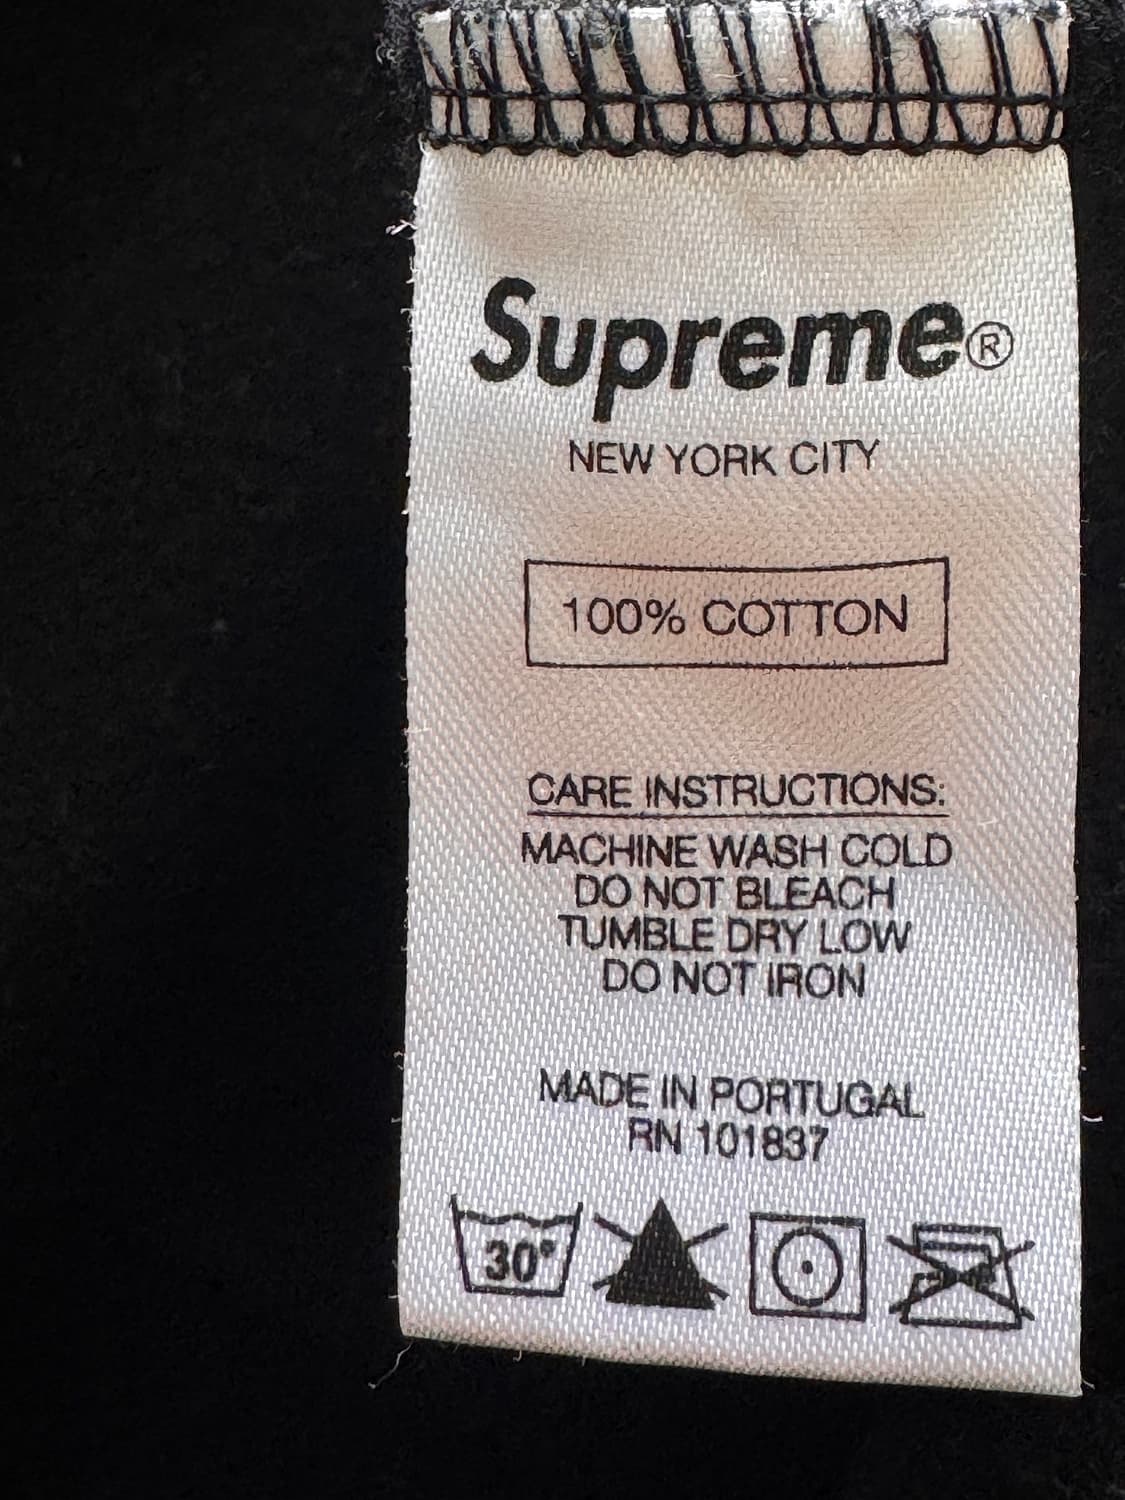 Supreme®
NEW YORK CITY
100% COTTON
CARE INSTRUCTIONS:
MACHINE WASH COLD
DO NOT BLEACH
TUMBLE DRY LOW
DO NOT IRON
MADE IN PORTUGAL
RN 101837
30°